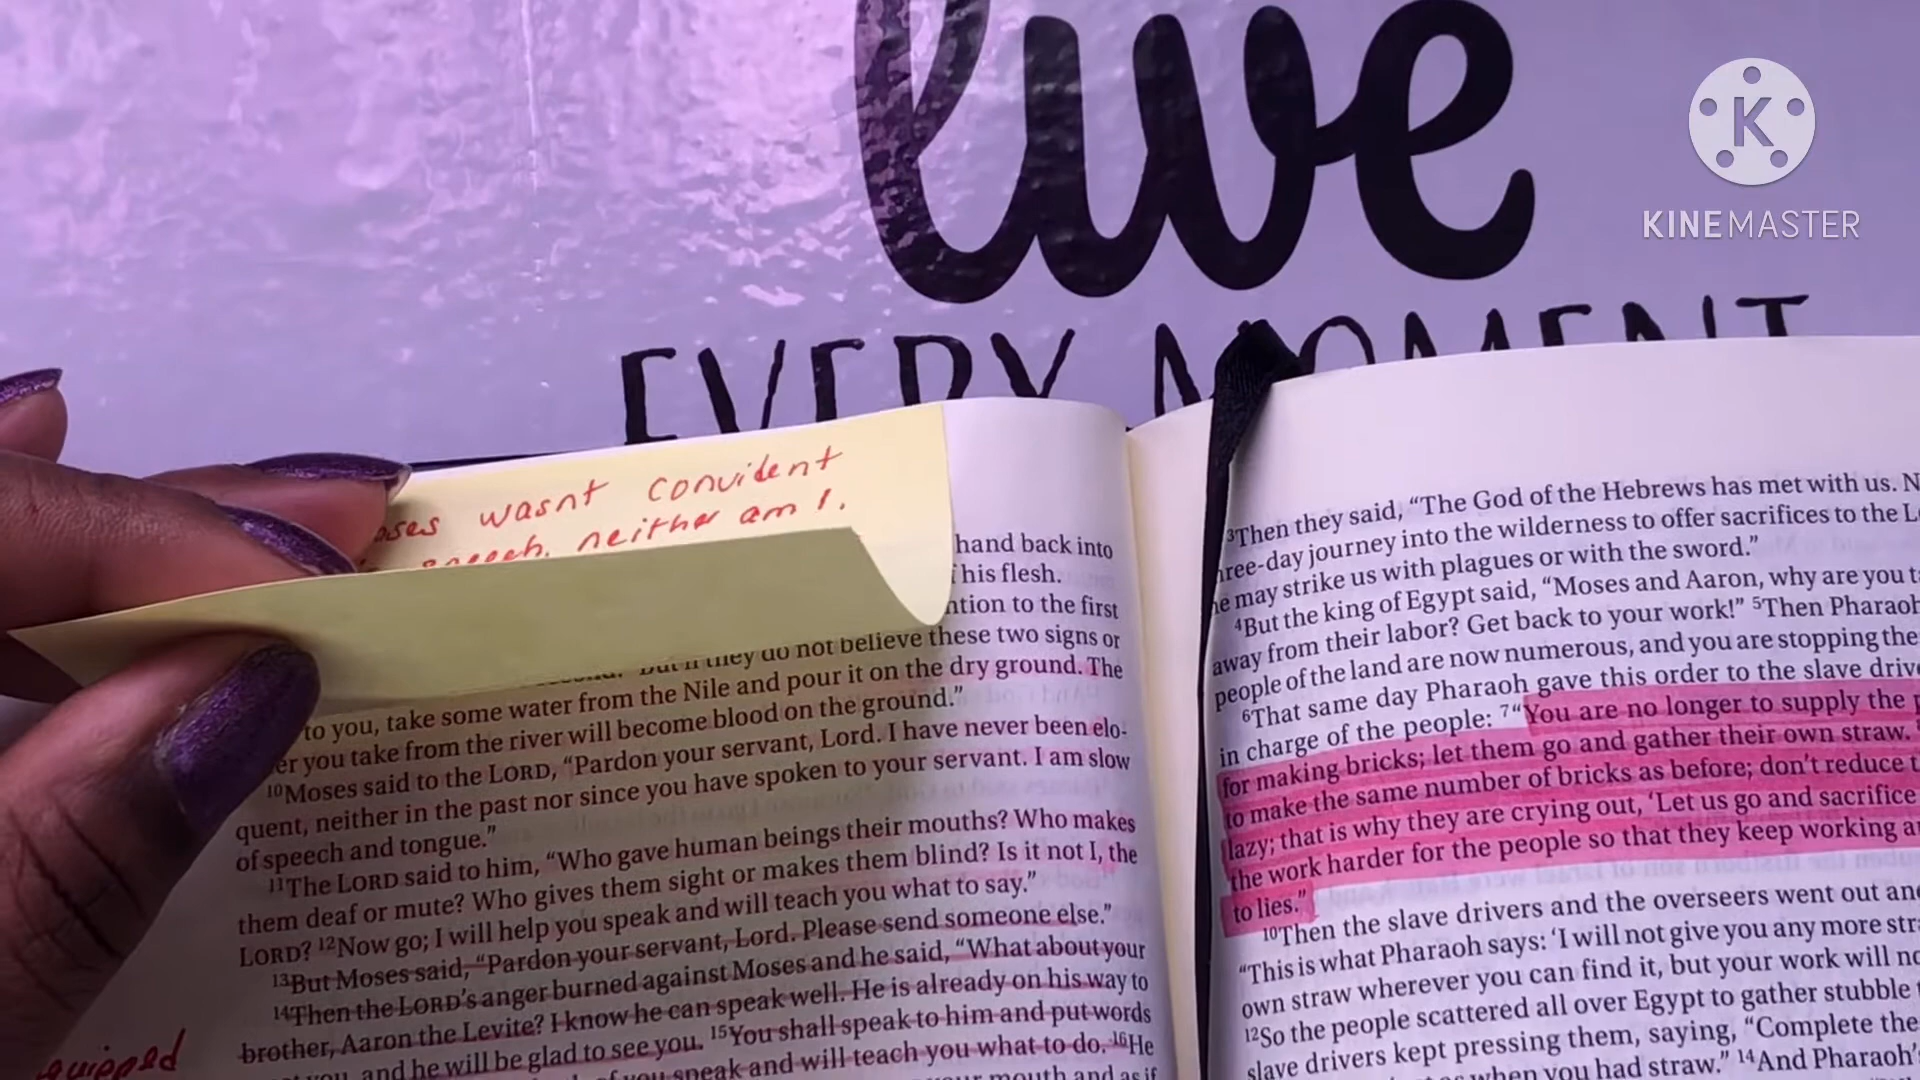 live
EVERY MOMENT
K
KINEMASTER
wasnt convident
neither am I.
hand back into
his flesh.
to the first
they do not believe these two signs or
to you, take some water from the Nile and pour it on the dry ground. The
you take from the river will become blood on the ground.”
10Moses said to the LORD, “Pardon your servant, Lord. I have never been elo-
quent, neither in the past nor since you have spoken to your servant. I am slow
of speech and tongue.”
11The LORD said to him, “Who gave human beings their mouths? Who makes
them deaf or mute? Who gives them sight or makes them blind? Is it not I, the
LORD? 12Now go; I will help you speak and will teach you what to say.”
13But Moses said, “Pardon your servant, Lord. Please send someone else.”
14Then the LORD’s anger burned against Moses and he said, “What about your
brother, Aaron the Levite? I know he can speak well. He is already on his way to
and he will be glad to see you. 15You shall speak to him and put words
speak and will teach you what to do. 16He
mouth and as if
3Then they said, “The God of the Hebrews has met with us.
journey into the wilderness to offer sacrifices to the
may strike us with plagues or with the sword.”
4But the king of Egypt said, “Moses and Aaron, why are you
away from their labor? Get back to your work!” 5Then Pharaoh
people of the land are now numerous, and you are stopping
6That same day Pharaoh gave this order to the slave
in charge of the people: 7“You are no longer to supply the
for making bricks; let them go and gather their own straw.
to make the same number of bricks as before; don’t reduce
lazy; that is why they are crying out, ‘Let us go and sacrifice
the work harder for the people so that they keep working
to lies.”
10Then the slave drivers and the overseers went out
“This is what Pharaoh says: ‘I will not give you any more
own straw wherever you can find it, but your work will
12So the people scattered all over Egypt to gather stubble
slave drivers kept pressing them, saying, “Complete the
when you had straw.” 14And Pharaoh’s